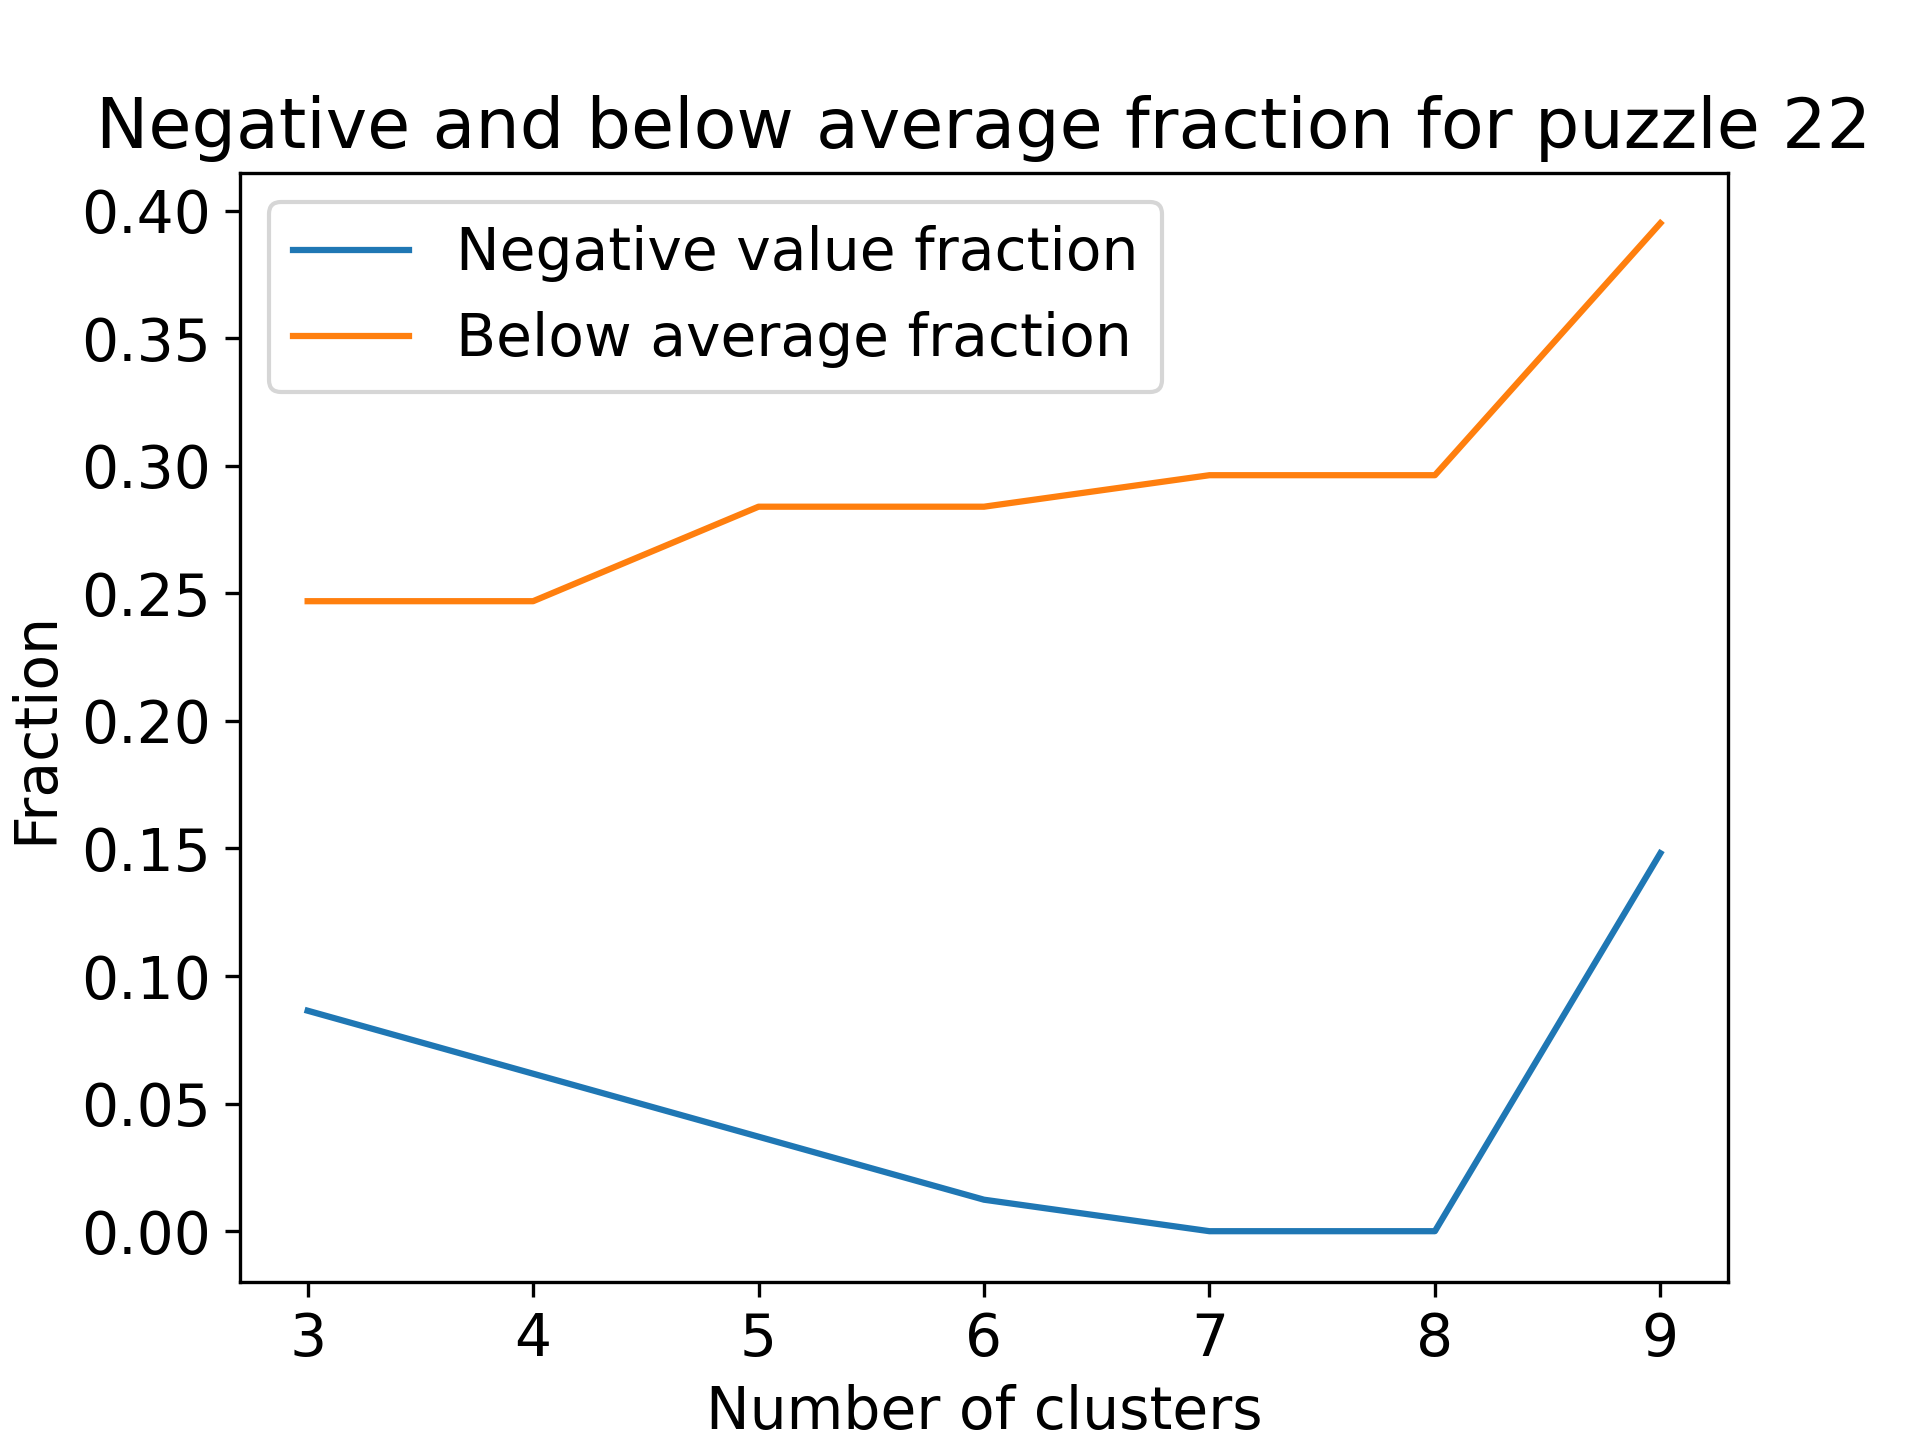 Negative and below average fraction for puzzle 22
Negative value fraction
Below average fraction
Fraction
0.40
0.35
0.30
0.25
0.20
0.15
0.10
0.05
0.00
3 4 5 6 7 8 9
Number of clusters